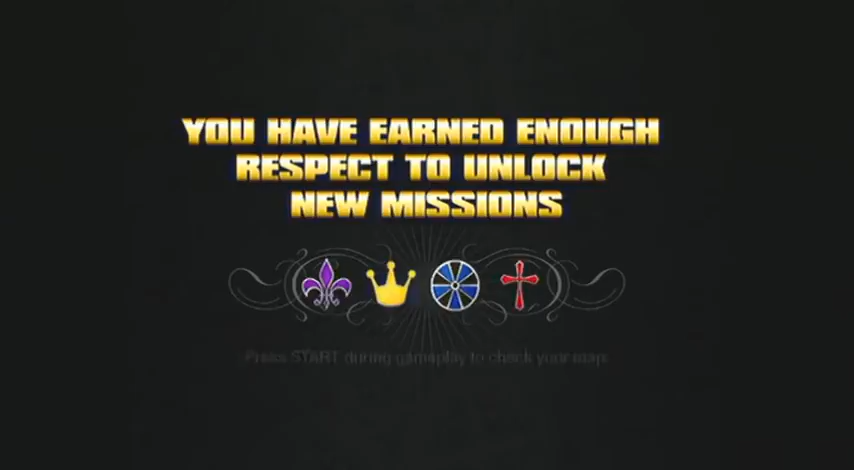 YOU HAVE EARNED ENOUGH
RESPECT TO UNLOCK
NEW MISSIONS
Press START during gameplay to check your map